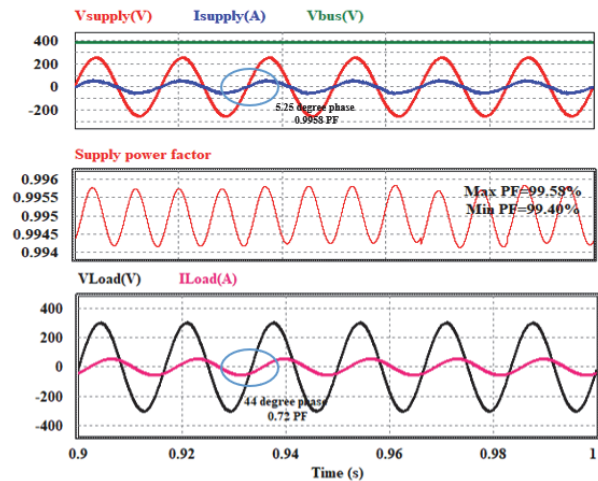 Vsupply(V) Isupply(A) Vbus(V)
400
200
0
-200
5.25 degree phase
0.9958 PF
Supply power factor
0.996
0.9955
0.995
0.9945
0.994
Max PF=99.58%
Min PF=99.40%
VLoad(V) ILoad(A)
400
200
0
-200
-400
44 degree phase
0.72 PF
0.9 0.92 0.94 0.96 0.98 1
Time (s)